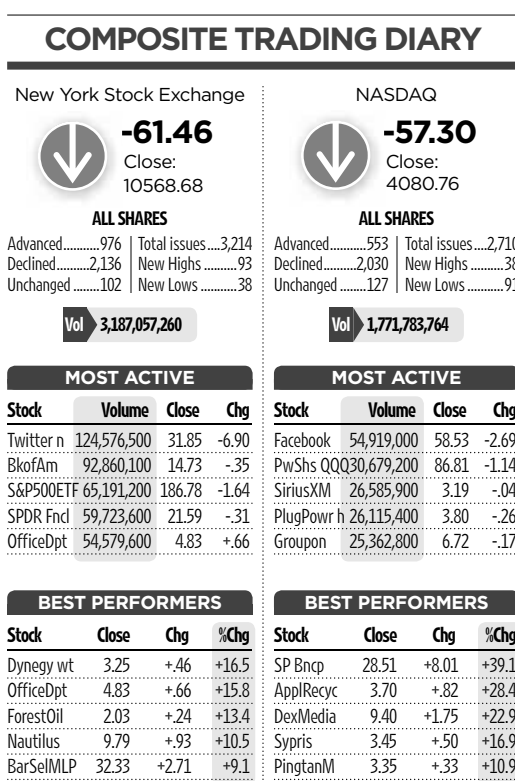 COMPOSITE TRADING DIARY
New York Stock Exchange
-61.46
Close:
10568.68
ALL SHARES
Advanced..........976 | Total issues....3,214
Declined.........2,136 | New Highs .........93
Unchanged .......102 | New Lows ...........38
Vol 3,187,057,260
MOST ACTIVE
Stock Volume Close Chg
Twitter n 124,576,500 31.85 -6.90
BkofAm 92,860,100 14.73 -.35
S&P500ETF 65,191,200 186.78 -1.64
SPDR Fncl 59,723,600 21.59 -.31
OfficeDpt 54,579,600 4.83 +.66
BEST PERFORMERS
Stock Close Chg %Chg
Dynegy wt 3.25 +.46 +16.5
OfficeDpt 4.83 +.66 +15.8
ForestOil 2.03 +.24 +13.4
Nautilus 9.79 +.93 +10.5
BarSelMLP 32.33 +2.71 +9.1
NASDAQ
-57.30
Close:
4080.76
ALL SHARES
Advanced..........553 | Total issues....2,710
Declined.........2,030 | New Highs .........38
Unchanged .......127 | New Lows ...........91
Vol 1,771,783,764
MOST ACTIVE
Stock Volume Close Chg
Facebook 54,919,000 58.53 -2.69
PwShs QQQ30,679,200 86.81 -1.14
SiriusXM 26,585,900 3.19 -.04
PlugPowr h 26,115,400 3.80 -.26
Groupon 25,362,800 6.72 -.17
BEST PERFORMERS
Stock Close Chg %Chg
SP Bncp 28.51 +8.01 +39.1
ApplRecyc 3.70 +.82 +28.4
DexMedia 9.40 +1.75 +22.9
Sypris 3.45 +.50 +16.9
PingtanM 3.35 +.33 +10.9